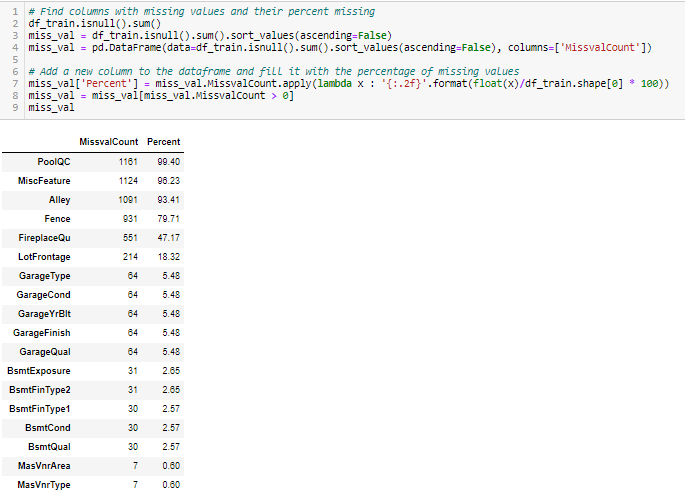 1 # Find columns with missing values and their percent missing
2 df_train.isnull().sum()
3 miss_val = df_train.isnull().sum().sort_values(ascending=False)
4 miss_val = pd.DataFrame(data=df_train.isnull().sum().sort_values(ascending=False), columns=['MissvalCount'])
5
6 # Add a new column to the dataframe and fill it with the percentage of missing values
7 miss_val['Percent'] = miss_val.MissvalCount.apply(lambda x : '{:.2f}'.format(float(x)/df_train.shape[0] * 100))
8 miss_val = miss_val[miss_val.MissvalCount > 0]
9 miss_val
MissvalCount Percent
PoolQC 1161 99.40
MiscFeature 1124 96.23
Alley 1091 93.41
Fence 931 79.71
FireplaceQu 551 47.17
LotFrontage 214 18.32
GarageType 64 5.48
GarageCond 64 5.48
GarageYrBlt 64 5.48
GarageFinish 64 5.48
GarageQual 64 5.48
BsmtExposure 31 2.65
BsmtFinType2 31 2.65
BsmtFinType1 30 2.57
BsmtCond 30 2.57
BsmtQual 30 2.57
MasVnrArea 7 0.60
MasVnrType 7 0.60